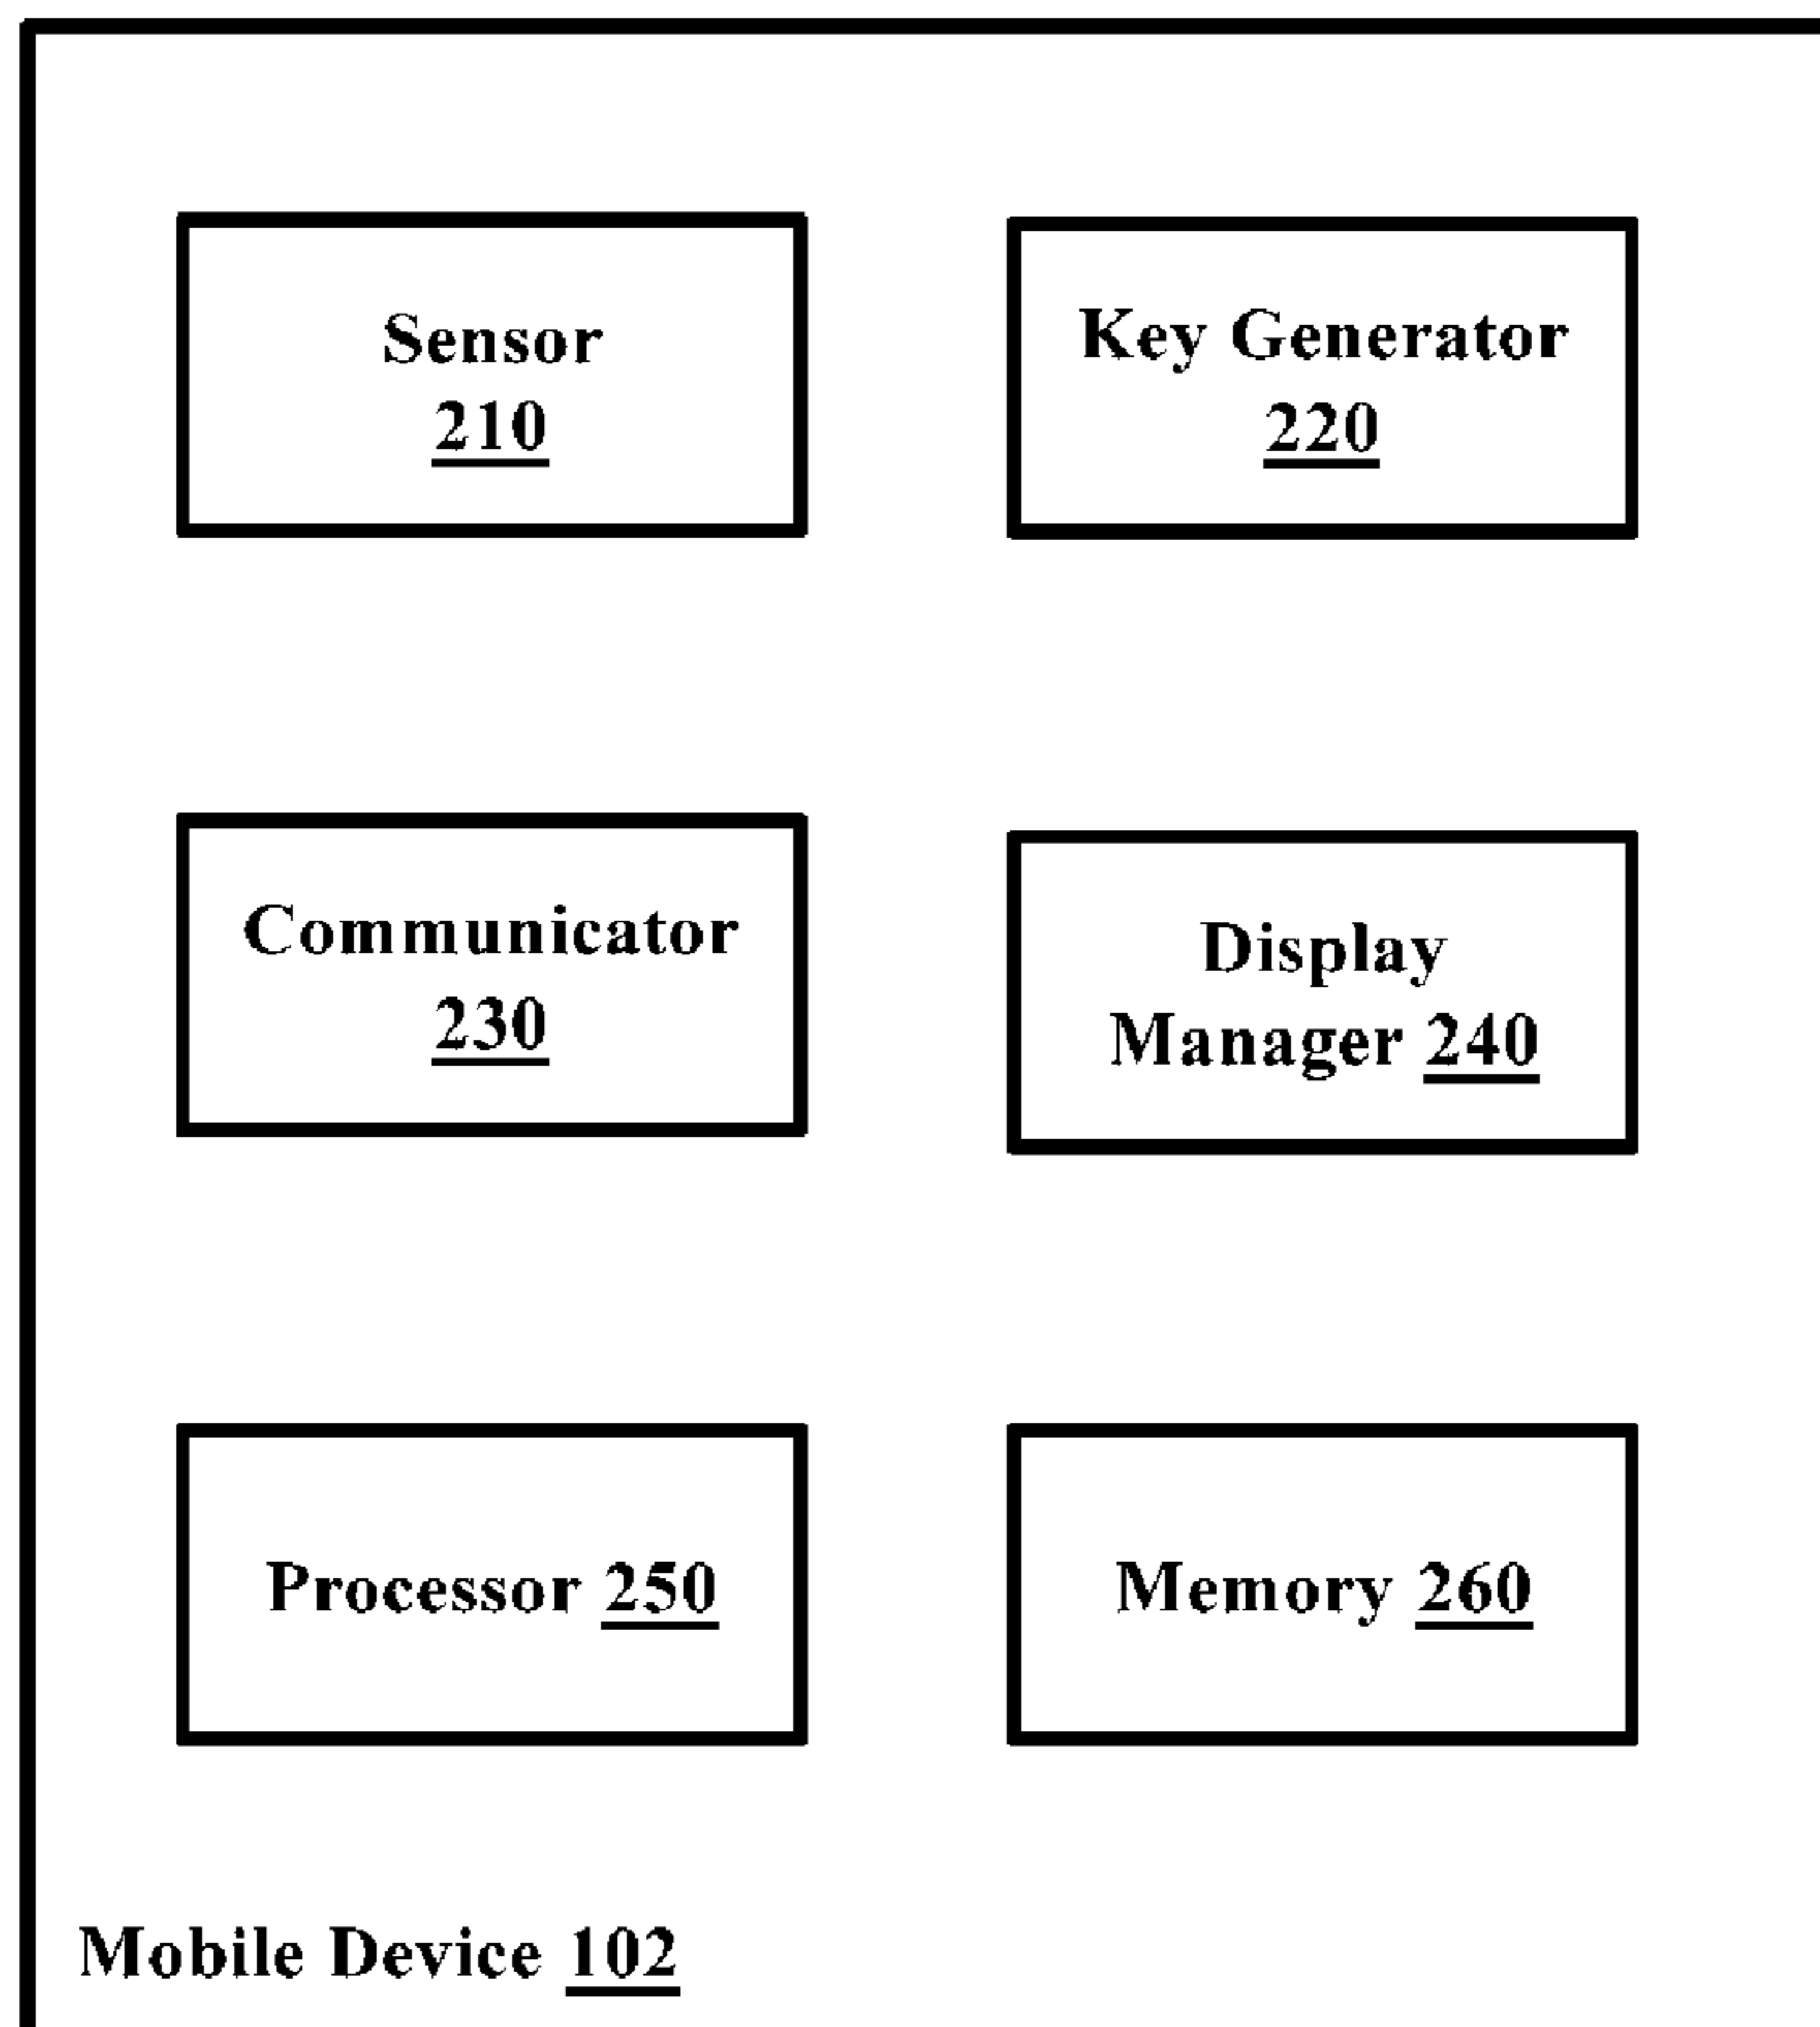 Sensor
210
Key Generator
220
Communicator
230
Display
Manager 240
Processor 250
Memory 260
Mobile Device 102